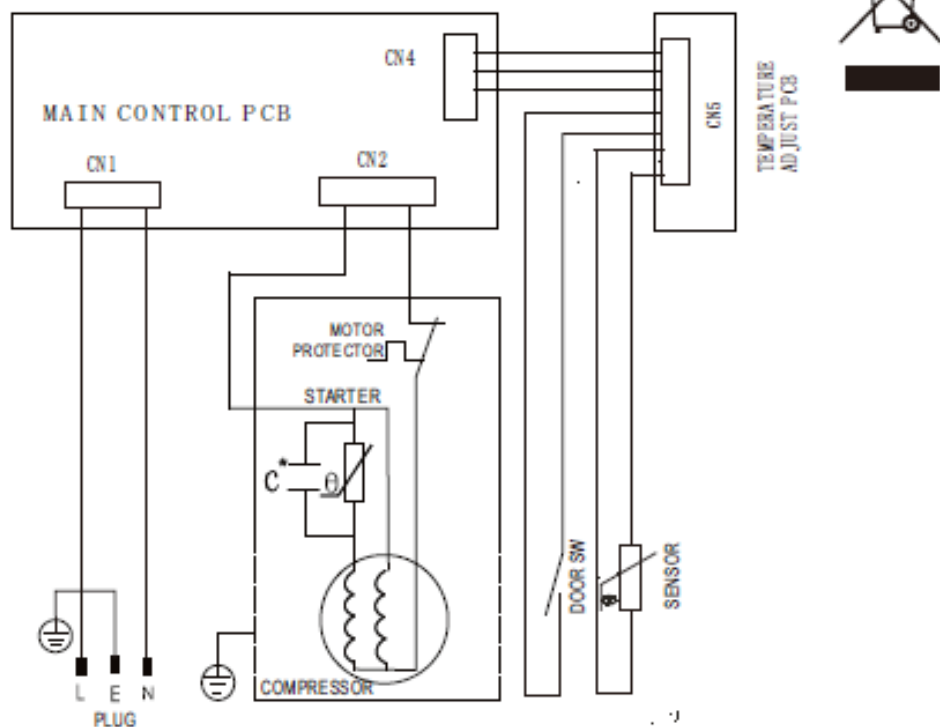 CN4
MAIN CONTROL PCB
CN1
CN2
CN5
TEMPERATURE
ADJUST PCB
MOTOR
PROTECTOR
STARTER
C*
θ
DOOR SW
θ
SENSOR
COMPRESSOR
L E N
PLUG